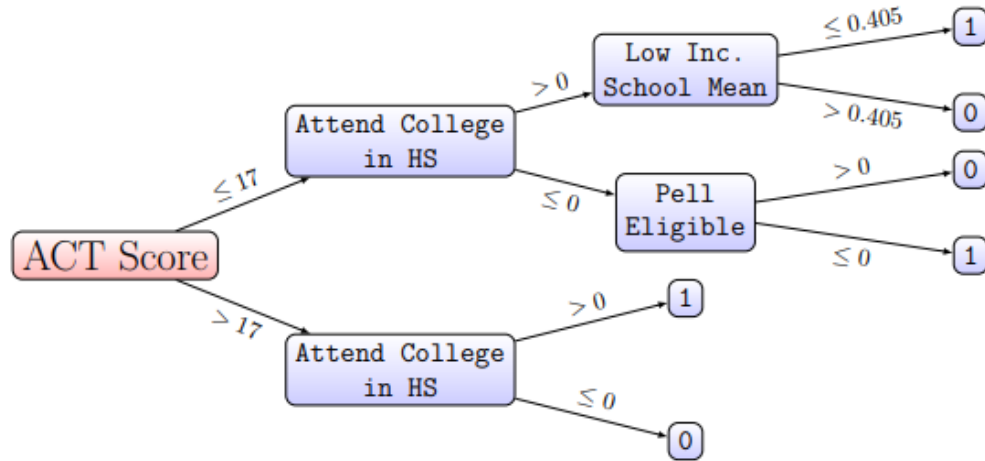 ≤ 0.405
1
Low Inc.
School Mean
> 0
> 0.405
0
Attend College
in HS
≤ 17
≤ 0
Pell
Eligible
> 0
0
≤ 0
1
ACT Score
> 17
Attend College
in HS
> 0
1
≤ 0
0